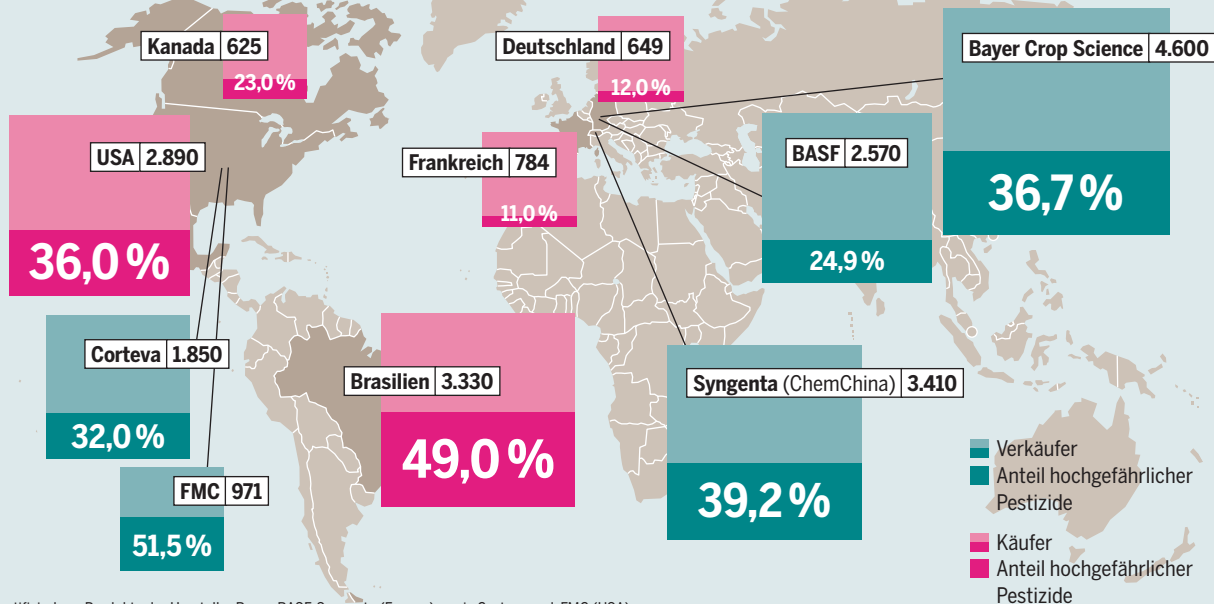 Kanada 625
23,0 %
Deutschland 649
12,0 %
Bayer Crop Science 4.600
36,7 %
USA 2.890
36,0 %
Frankreich 784
11,0 %
BASF 2.570
24,9 %
Corteva 1.850
32,0 %
Brasilien 3.330
49,0 %
Syngenta (ChemChina) 3.410
39,2 %
FMC 971
51,5 %
Verkäufer
Anteil hochgefährlicher
Pestizide
Käufer
Anteil hochgefährlicher
Pestizide